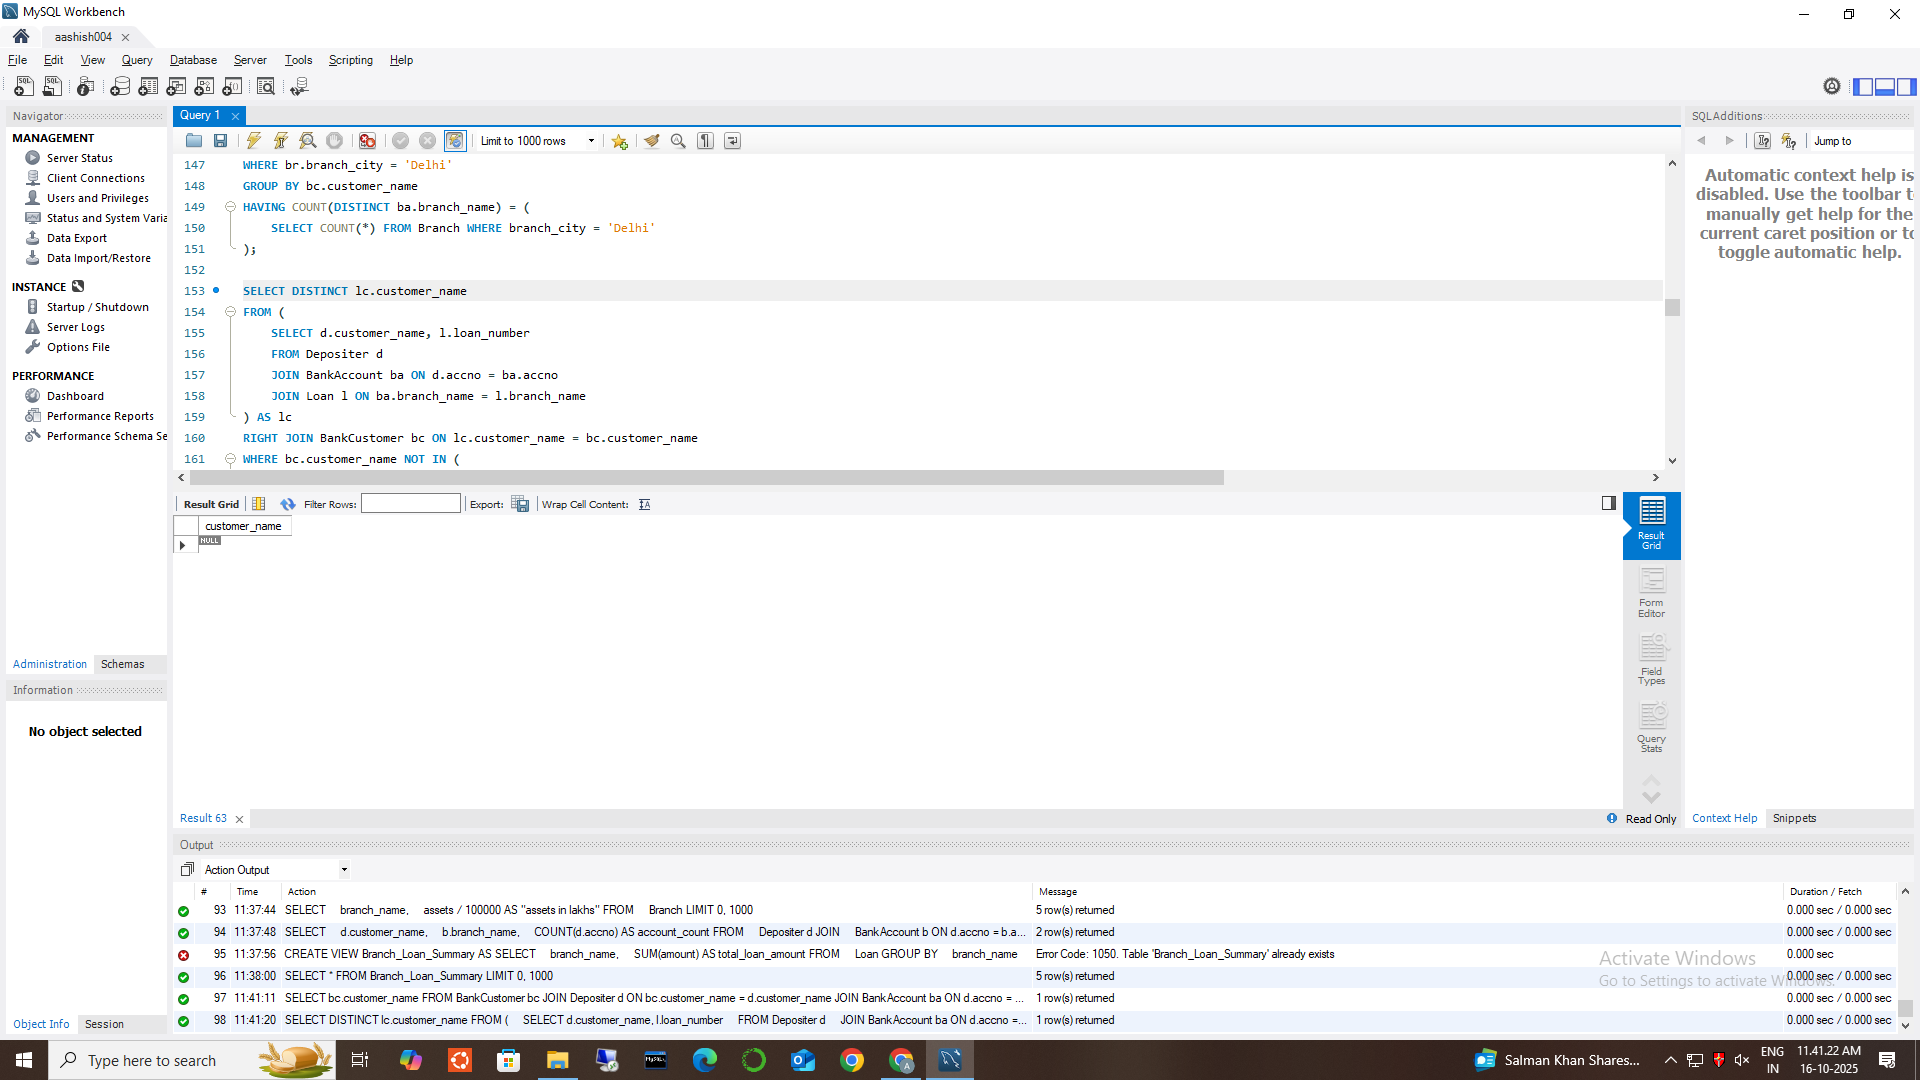 MySQL Workbench
aashish004
File Edit View Query Database Server Tools Scripting Help
Navigator
MANAGEMENT
Server Status
Client Connections
Users and Privileges
Status and System Varia
Data Export
Data Import/Restore
INSTANCE
Startup / Shutdown
Server Logs
Options File
PERFORMANCE
Dashboard
Performance Reports
Performance Schema Se
Administration Schemas
Information
No object selected
Object Info Session
Query 1
Limit to 1000 rows
147 WHERE br.branch_city = 'Delhi'
148 GROUP BY bc.customer_name
149 HAVING COUNT(DISTINCT ba.branch_name) = (
150 SELECT COUNT(*) FROM Branch WHERE branch_city = 'Delhi'
151 );
152
153 SELECT DISTINCT lc.customer_name
154 FROM (
155 SELECT d.customer_name, l.loan_number
156 FROM Depositer d
157 JOIN BankAccount ba ON d.accno = ba.accno
158 JOIN Loan l ON ba.branch_name = l.branch_name
159 ) AS lc
160 RIGHT JOIN BankCustomer bc ON lc.customer_name = bc.customer_name
161 WHERE bc.customer_name NOT IN (
Result Grid Filter Rows: Export: Wrap Cell Content:
customer_name
NULL
Result Grid
Form Editor
Field Types
Query Stats
Result 63
Read Only
SQLAdditions
Jump to
Automatic context help is
disabled. Use the toolbar t
manually get help for the
current caret position or to
toggle automatic help.
Context Help Snippets
Output
Action Output
# Time Action Message Duration / Fetch
93 11:37:44 SELECT branch_name, assets / 100000 AS "assets in lakhs" FROM Branch LIMIT 0, 1000 5 row(s) returned 0.000 sec / 0.000 sec
94 11:37:48 SELECT d.customer_name, b.branch_name, COUNT(d.accno) AS account_count FROM Depositer d JOIN BankAccount b ON d.accno = b.a... 2 row(s) returned 0.000 sec / 0.000 sec
95 11:37:56 CREATE VIEW Branch_Loan_Summary AS SELECT branch_name, SUM(amount) AS total_loan_amount FROM Loan GROUP BY branch_name Error Code: 1050. Table 'Branch_Loan_Summary' already exists 0.000 sec
96 11:38:00 SELECT * FROM Branch_Loan_Summary LIMIT 0, 1000 5 row(s) returned 0.000 sec / 0.000 sec
97 11:41:11 SELECT bc.customer_name FROM BankCustomer bc JOIN Depositer d ON bc.customer_name = d.customer_name JOIN BankAccount ba ON d.accno = ... 1 row(s) returned 0.000 sec / 0.000 sec
98 11:41:20 SELECT DISTINCT lc.customer_name FROM ( SELECT d.customer_name, l.loan_number FROM Depositer d JOIN BankAccount ba ON d.accno =... 1 row(s) returned 0.000 sec / 0.000 sec
Activate Windows
Go to Settings to activate Windows.
Type here to search
Salman Khan Shares...
ENG
IN
11.41.22 AM
16-10-2025